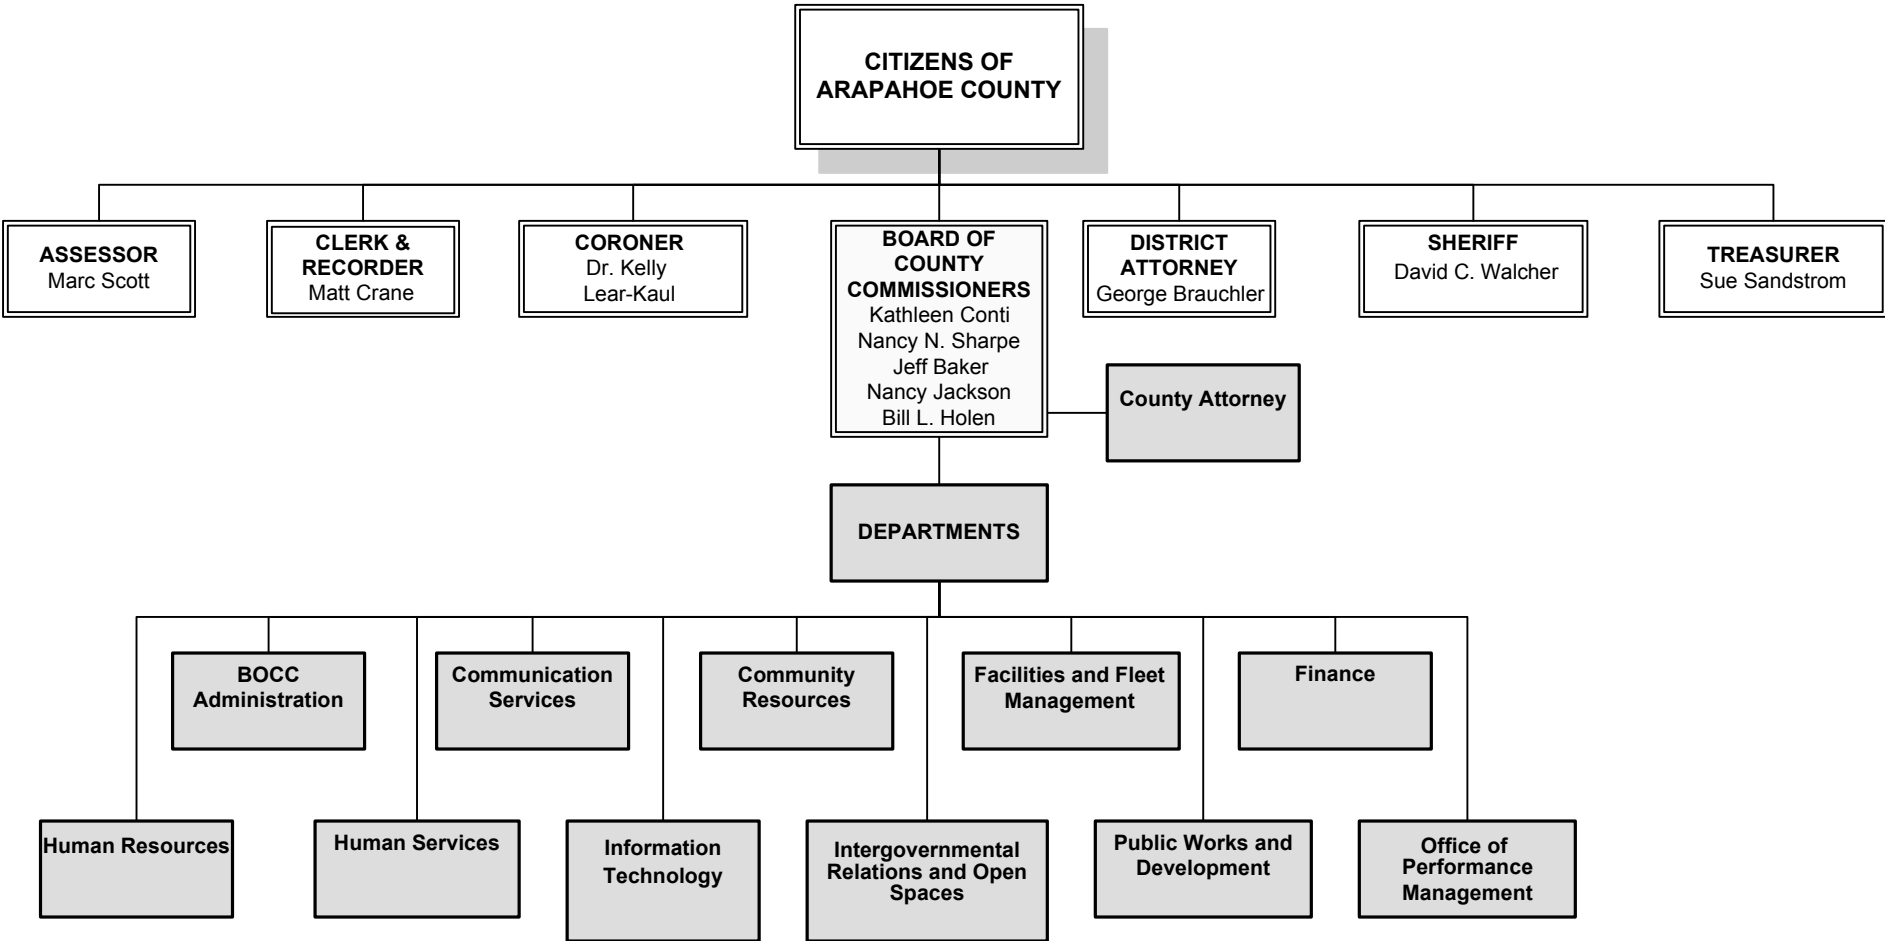 CITIZENS OF
ARAPAHOE COUNTY
ASSESSOR
Marc Scott
CLERK &
RECORDER
Matt Crane
CORONER
Dr. Kelly
Lear-Kaul
BOARD OF
COUNTY
COMMISSIONERS
Kathleen Conti
Nancy N. Sharpe
Jeff Baker
Nancy Jackson
Bill L. Holen
DISTRICT
ATTORNEY
George Brauchler
SHERIFF
David C. Walcher
TREASURER
Sue Sandstrom
County Attorney
DEPARTMENTS
BOCC
Administration
Communication
Services
Community
Resources
Facilities and Fleet
Management
Finance
Human Resources
Human Services
Information
Technology
Intergovernmental
Relations and Open
Spaces
Public Works and
Development
Office of
Performance
Management